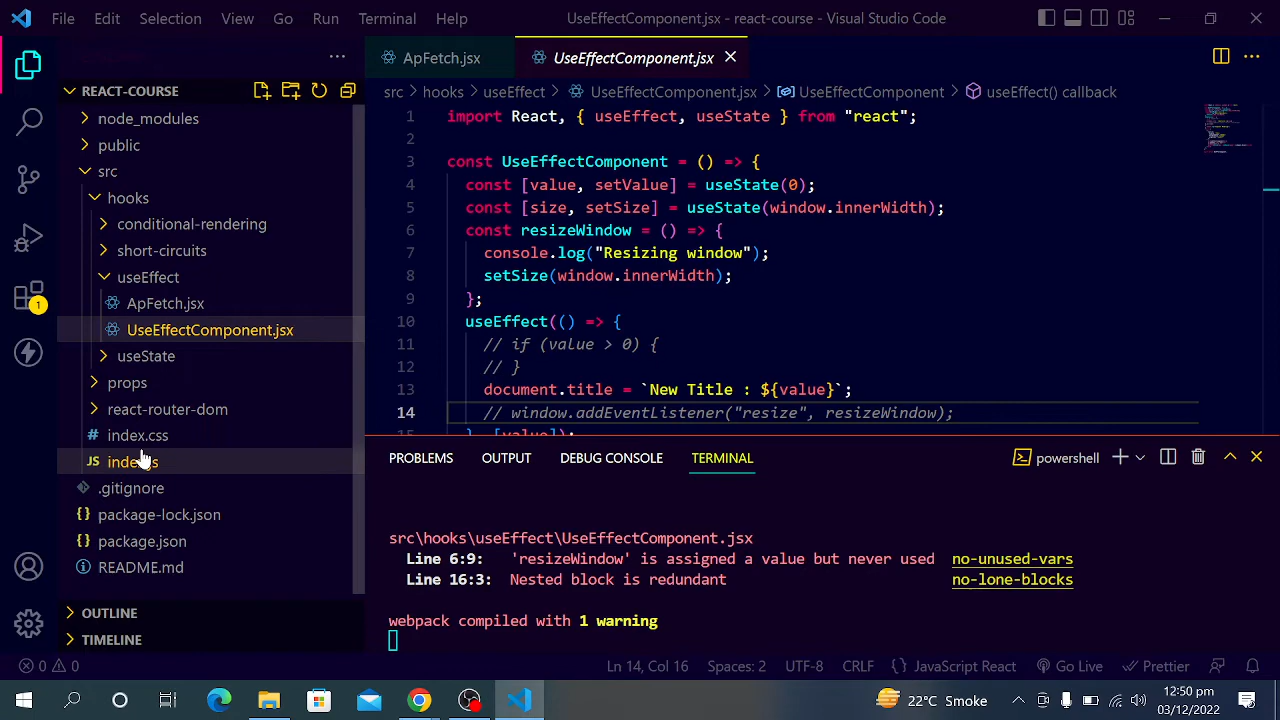 File Edit Selection View Go Run Terminal Help UseEffectComponent.jsx - react-course - Visual Studio Code
ApFetch.jsx UseEffectComponent.jsx
REACT-COURSE
node_modules
public
src
hooks
conditional-rendering
short-circuits
useEffect
ApFetch.jsx
UseEffectComponent.jsx
useState
props
react-router-dom
# index.css
JS
.gitignore
{} package-lock.json
{} package.json
README.md
OUTLINE
TIMELINE
1
src > hooks > useEffect > UseEffectComponent.jsx > UseEffectComponent > useEffect() callback
1 import React, { useEffect, useState } from "react";
2
3 const UseEffectComponent = () => {
4 const [value, setValue] = useState(0);
5 const [size, setSize] = useState(window.innerWidth);
6 const resizeWindow = () => {
7 console.log("Resizing window");
8 setSize(window.innerWidth);
9 };
10 useEffect(() => {
11 // if (value > 0) {
12 // }
13 document.title = `New Title : ${value}`;
14 // window.addEventListener("resize", resizeWindow);
15 }, [value]);
PROBLEMS OUTPUT DEBUG CONSOLE TERMINAL powershell
src\hooks\useEffect\UseEffectComponent.jsx
Line 6:9: 'resizeWindow' is assigned a value but never used no-unused-vars
Line 16:3: Nested block is redundant no-lone-blocks
webpack compiled with 1 warning
0 0 Ln 14, Col 16 Spaces: 2 UTF-8 CRLF {} JavaScript React Go Live Prettier
22°C Smoke 12:50 pm
03/12/2022